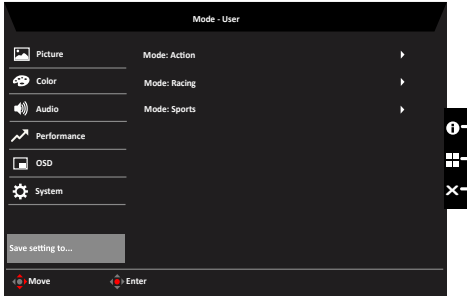 Mode - User
Picture
Mode: Action
Color
Mode: Racing
Audio
Mode: Sports
Performance
OSD
System
Save setting to...
Move
Enter